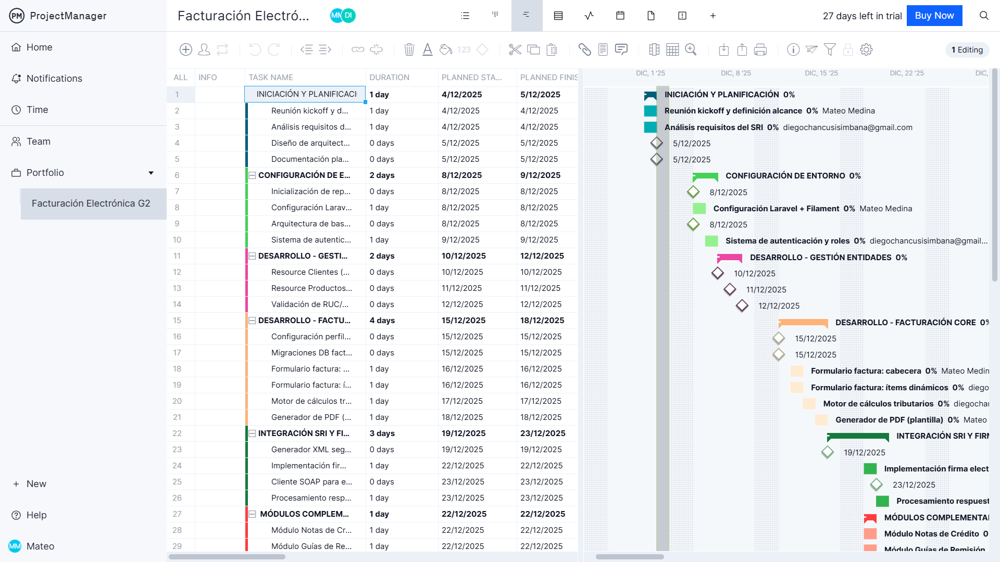 PM ProjectManager
Facturación Electró...
MM DI
27 days left in trial
Buy Now
Home
Notifications
Time
Team
Portfolio
Facturación Electrónica G2
New
Help
MM Mateo
123
1 Editing
ALL INFO TASK NAME DURATION PLANNED STA... PLANNED FINIS
1 INICIACIÓN Y PLANIFICACI 1 day 4/12/2025 5/12/2025
2 Reunión kickoff y d... 1 day 4/12/2025 4/12/2025
3 Análisis requisitos d... 1 day 4/12/2025 4/12/2025
4 Diseño de arquitect... 0 days 5/12/2025 5/12/2025
5 Documentación pla... 0 days 5/12/2025 5/12/2025
6 CONFIGURACIÓN DE E... 2 days 8/12/2025 9/12/2025
7 Inicialización de rep... 0 days 8/12/2025 8/12/2025
8 Configuración Larav... 1 day 8/12/2025 8/12/2025
9 Arquitectura de bas... 0 days 8/12/2025 8/12/2025
10 Sistema de autentic... 1 day 9/12/2025 9/12/2025
11 DESARROLLO - GESTI... 2 days 10/12/2025 12/12/2025
12 Resource Clientes (... 0 days 10/12/2025 10/12/2025
13 Resource Productos... 0 days 11/12/2025 11/12/2025
14 Validación de RUC/... 0 days 12/12/2025 12/12/2025
15 DESARROLLO - FACTU... 4 days 15/12/2025 18/12/2025
16 Configuración perfil... 0 days 15/12/2025 15/12/2025
17 Migraciones DB fact... 0 days 15/12/2025 15/12/2025
18 Formulario factura: ... 1 day 16/12/2025 16/12/2025
19 Formulario factura: í... 1 day 16/12/2025 16/12/2025
20 Motor de cálculos tr... 1 day 17/12/2025 17/12/2025
21 Generador de PDF (... 1 day 18/12/2025 18/12/2025
22 INTEGRACIÓN SRI Y FI... 3 days 19/12/2025 23/12/2025
23 Generador XML seg... 0 days 19/12/2025 19/12/2025
24 Implementación fir... 1 day 22/12/2025 22/12/2025
25 Cliente SOAP para e... 0 days 23/12/2025 23/12/2025
26 Procesamiento resp... 1 day 23/12/2025 23/12/2025
27 MÓDULOS COMPLEM... 1 day 22/12/2025 22/12/2025
28 Módulo Notas de Cr... 1 day 22/12/2025 22/12/2025
29 Módulo Guías de Re... 1 day 22/12/2025 22/12/2025
DIC, 1 '25 DIC, 8 '25 DIC, 15 '25 DIC, 22 '25 DIC,
INICIACIÓN Y PLANIFICACIÓN 0%
Reunión kickoff y definición alcance 0% Mateo Medina
Análisis requisitos del SRI 0% diegochancusisimbana@gmail.com
5/12/2025
5/12/2025
CONFIGURACIÓN DE ENTORNO 0%
8/12/2025
Configuración Laravel + Filament 0% Mateo Medina
8/12/2025
Sistema de autenticación y roles 0% diegochancusisimbana@gmail...
DESARROLLO - GESTIÓN ENTIDADES 0%
10/12/2025
11/12/2025
12/12/2025
DESARROLLO - FACTURACIÓN CORE 0%
15/12/2025
15/12/2025
Formulario factura: cabecera 0% Mateo Medin
Formulario factura: ítems dinámicos 0% diego
Motor de cálculos tributarios 0% diegochar
Generador de PDF (plantilla) 0% Mateo
INTEGRACIÓN SRI Y FIRM
19/12/2025
Implementación firma elect
23/12/2025
Procesamiento respuest
MÓDULOS COMPLEMENTAI
Módulo Notas de Crédito 0
Módulo Guías de Remisión